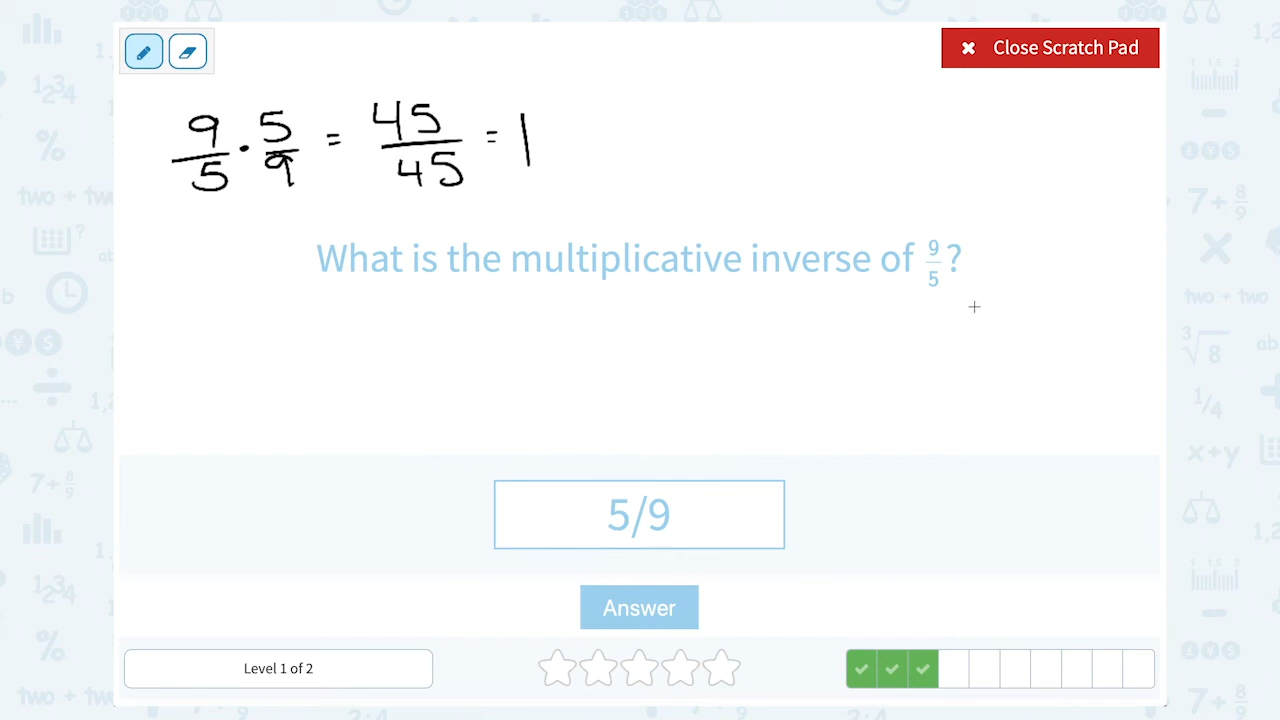 ✖ Close Scratch Pad
9/5 · 5/9 = 45/45 = 1
What is the multiplicative inverse of 9/5?
5/9
Answer
Level 1 of 2